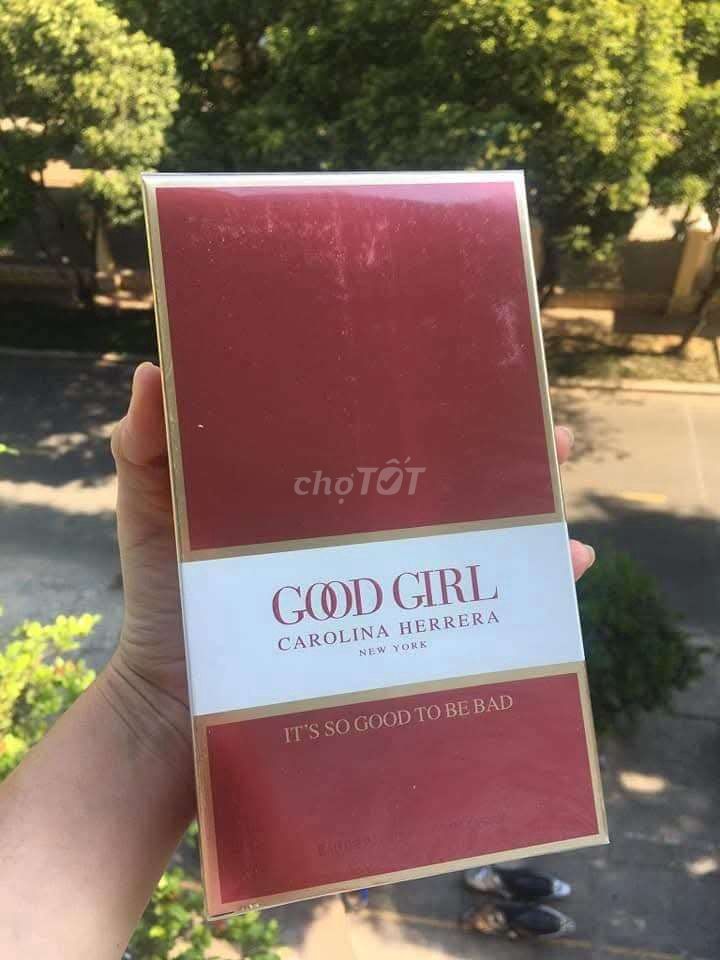 chợTỐT
GOOD GIRL
CAROLINA HERRERA
NEW YORK
IT'S SO GOOD TO BE BAD